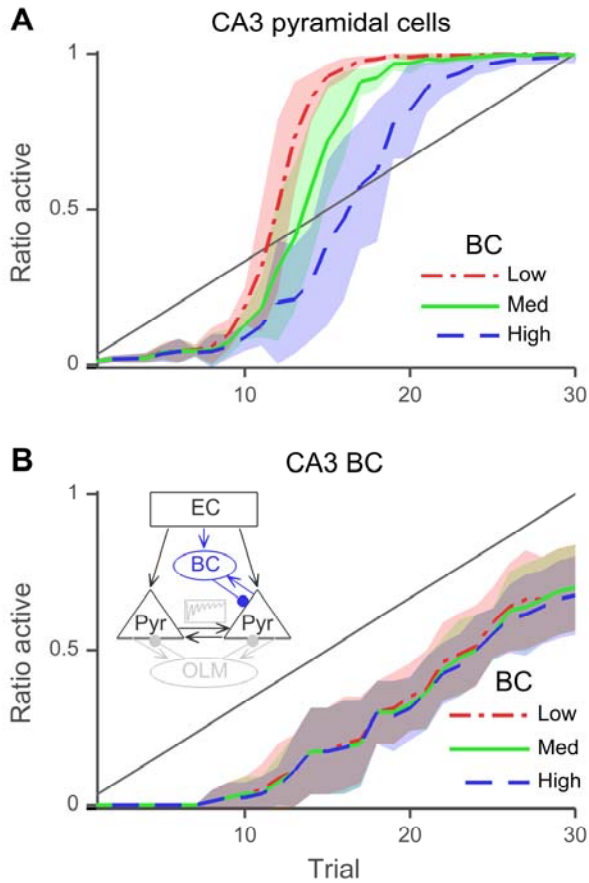 A
CA3 pyramidal cells
1
0.5
0
Ratio active
BC
Low
Med
High
10
20
30
B
CA3 BC
1
0.5
0
Ratio active
EC
BC
Pyr
Pyr
OLM
BC
Low
Med
High
10
20
30
Trial